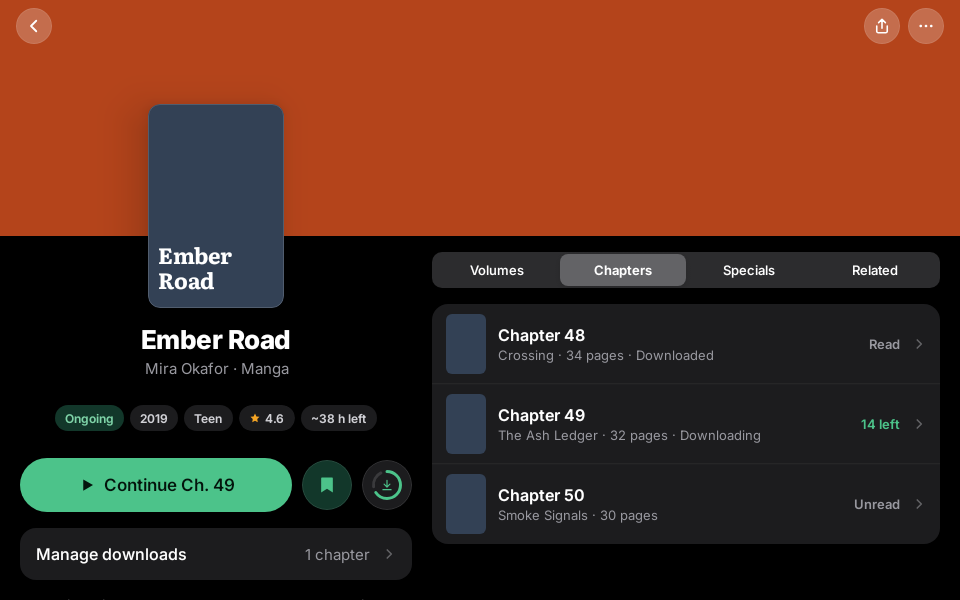 Ember
Road
Ember Road
Mira Okafor · Manga
Ongoing
2019
Teen
4.6
~38 h left
Continue Ch. 49
Manage downloads
1 chapter
Volumes
Chapters
Specials
Related
Chapter 48
Crossing · 34 pages · Downloaded
Read
Chapter 49
The Ash Ledger · 32 pages · Downloading
14 left
Chapter 50
Smoke Signals · 30 pages
Unread